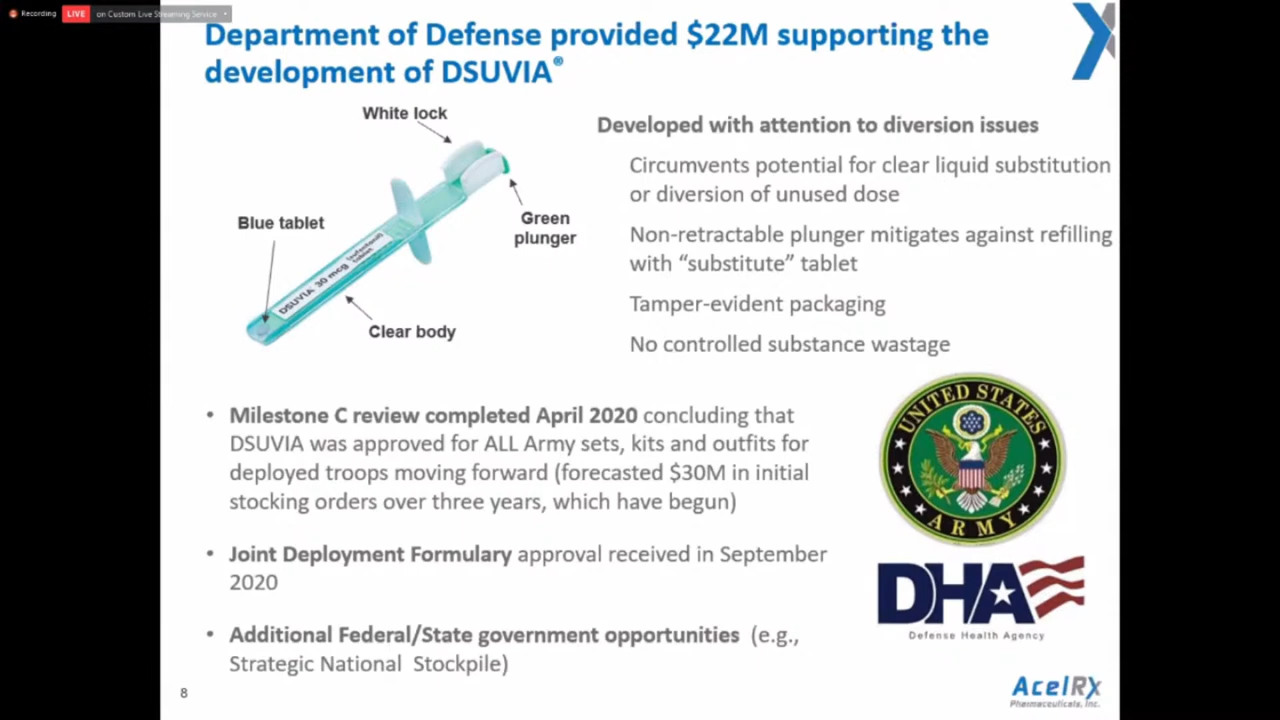 Recording LIVE on Custom Live Streaming Service
Department of Defense provided $22M supporting the
development of DSUVIA®
White lock
Blue tablet
Green
plunger
DSUVIA 30 mcg (sufentanil)
tablet
Clear body
Developed with attention to diversion issues
Circumvents potential for clear liquid substitution
or diversion of unused dose
Non-retractable plunger mitigates against refilling
with “substitute” tablet
Tamper-evident packaging
No controlled substance wastage
• Milestone C review completed April 2020 concluding that
DSUVIA was approved for ALL Army sets, kits and outfits for
deployed troops moving forward (forecasted $30M in initial
stocking orders over three years, which have begun)
• Joint Deployment Formulary approval received in September
2020
• Additional Federal/State government opportunities (e.g.,
Strategic National Stockpile)
UNITED STATES
ARMY
DHA
Defense Health Agency
8
AcelRx
Pharmaceuticals, Inc.